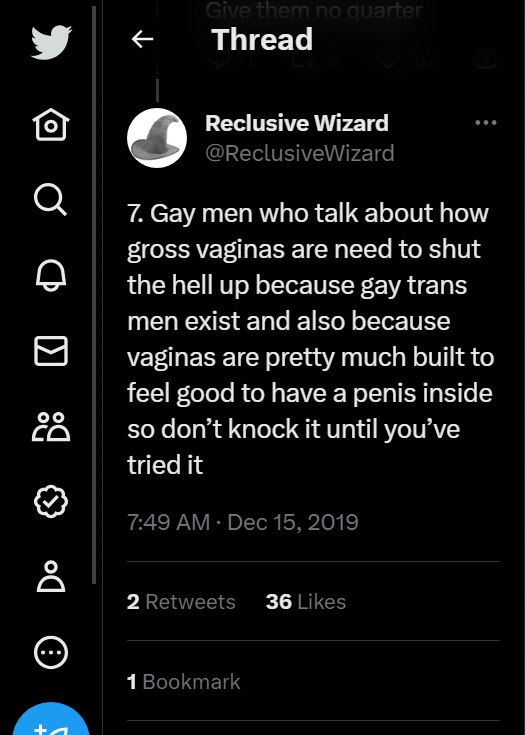 Give them no quarter
Thread
Reclusive Wizard
@ReclusiveWizard
7. Gay men who talk about how
gross vaginas are need to shut
the hell up because gay trans
men exist and also because
vaginas are pretty much built to
feel good to have a penis inside
so don’t knock it until you’ve
tried it
7:49 AM · Dec 15, 2019
2 Retweets 36 Likes
1 Bookmark